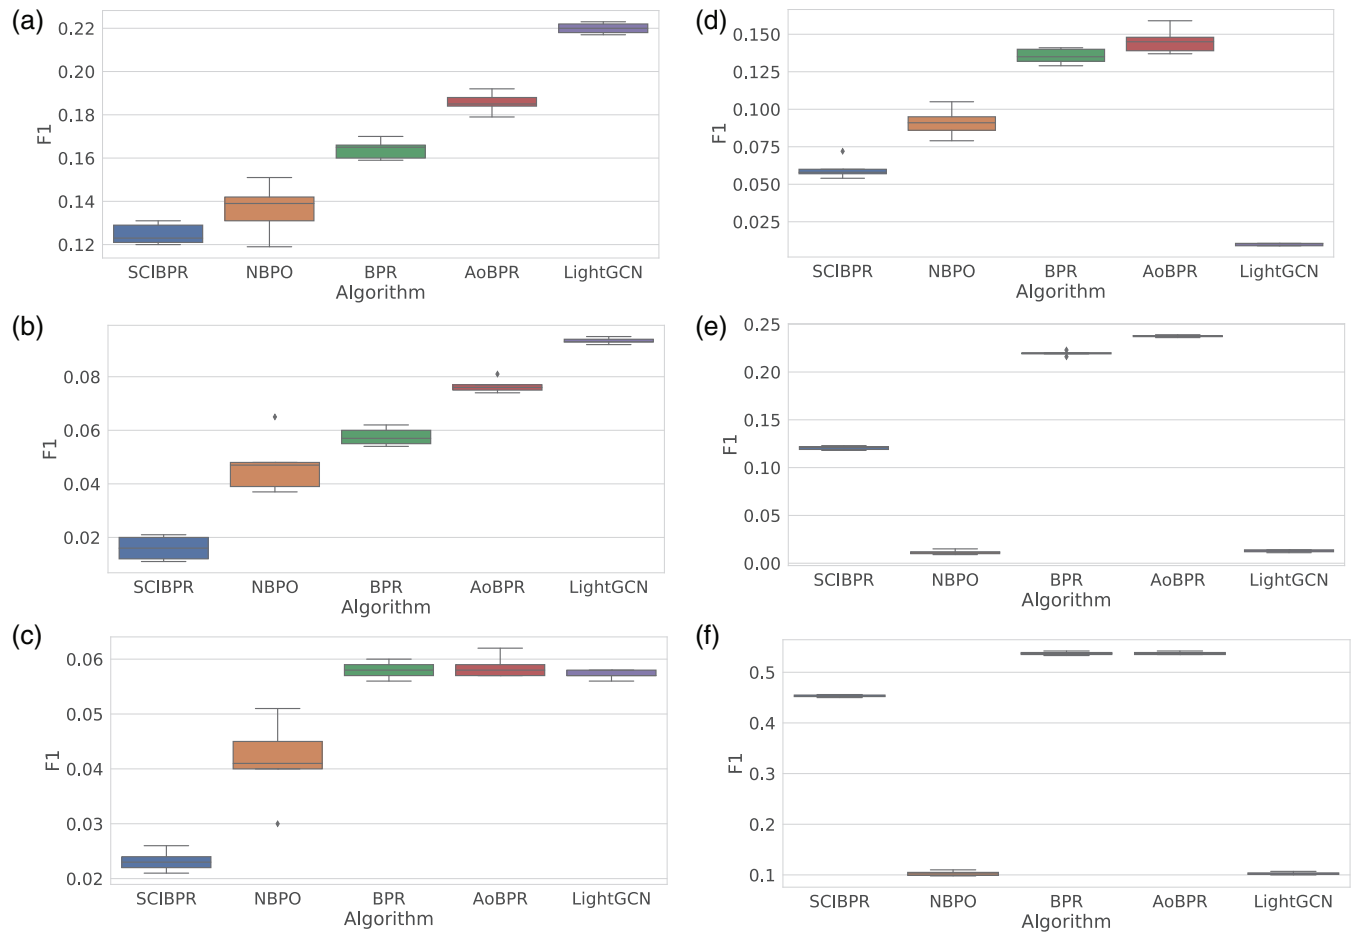 (a)
0.22
0.20
0.18
0.16
0.14
0.12
F1
SCIBPR NBPO BPR AoBPR LightGCN
Algorithm
(b)
0.08
0.06
0.04
0.02
F1
SCIBPR NBPO BPR AoBPR LightGCN
Algorithm
(c)
0.06
0.05
0.04
0.03
0.02
F1
SCIBPR NBPO BPR AoBPR LightGCN
Algorithm
(d)
0.150
0.125
0.100
0.075
0.050
0.025
F1
SCIBPR NBPO BPR AoBPR LightGCN
Algorithm
(e)
0.25
0.20
0.15
0.10
0.05
0.00
F1
SCIBPR NBPO BPR AoBPR LightGCN
Algorithm
(f)
0.5
0.4
0.3
0.2
0.1
F1
SCIBPR NBPO BPR AoBPR LightGCN
Algorithm